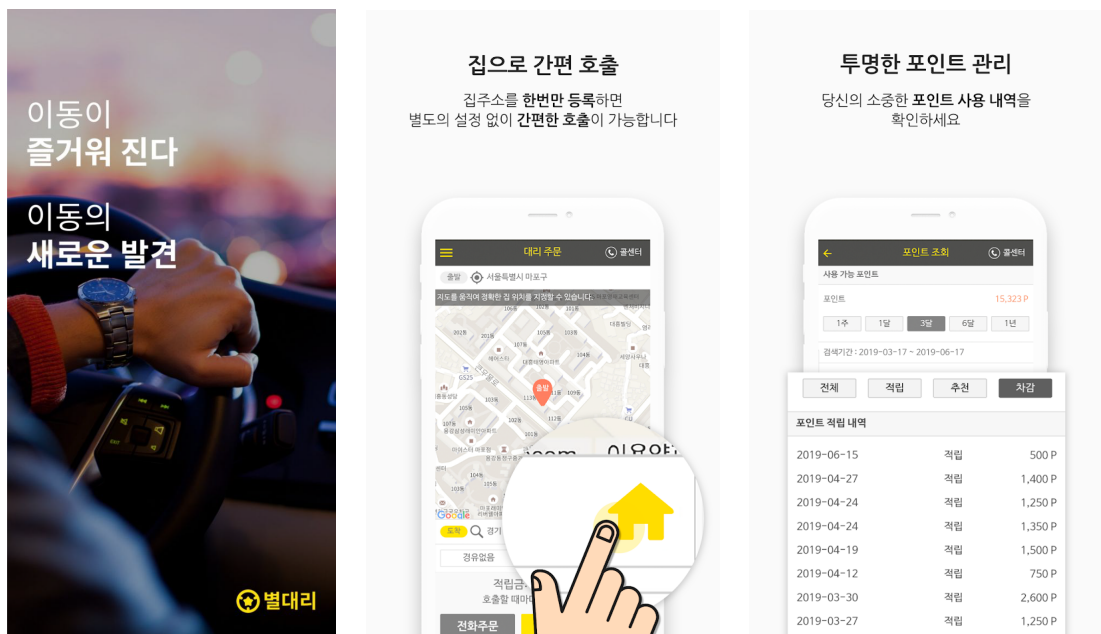 이동이
즐거워 진다
이동의
새로운 발견
별대리
집으로 간편 호출
집주소를 한번만 등록하면
별도의 설정 없이 간편한 호출이 가능합니다
대리 주문
콜센터
출발
서울특별시 마포구
지도를 움직여 정확한 집 위치를 지정할 수 있습니다.
GS25
출발
CU
Google
도착
경기
경유없음
적립금
호출할 때마
전화주문
이용약
투명한 포인트 관리
당신의 소중한 포인트 사용 내역을
확인하세요
포인트 조회
콜센터
사용 가능 포인트
포인트 15,323 P
1주 1달 3달 6달 1년
검색기간 : 2019-03-17 ~ 2019-06-17
전체 적립 추천 차감
포인트 적립 내역
2019-06-15 적립 500 P
2019-04-27 적립 1,400 P
2019-04-24 적립 1,250 P
2019-04-24 적립 1,350 P
2019-04-19 적립 1,500 P
2019-04-12 적립 750 P
2019-03-30 적립 2,600 P
2019-03-27 적립 1,250 P